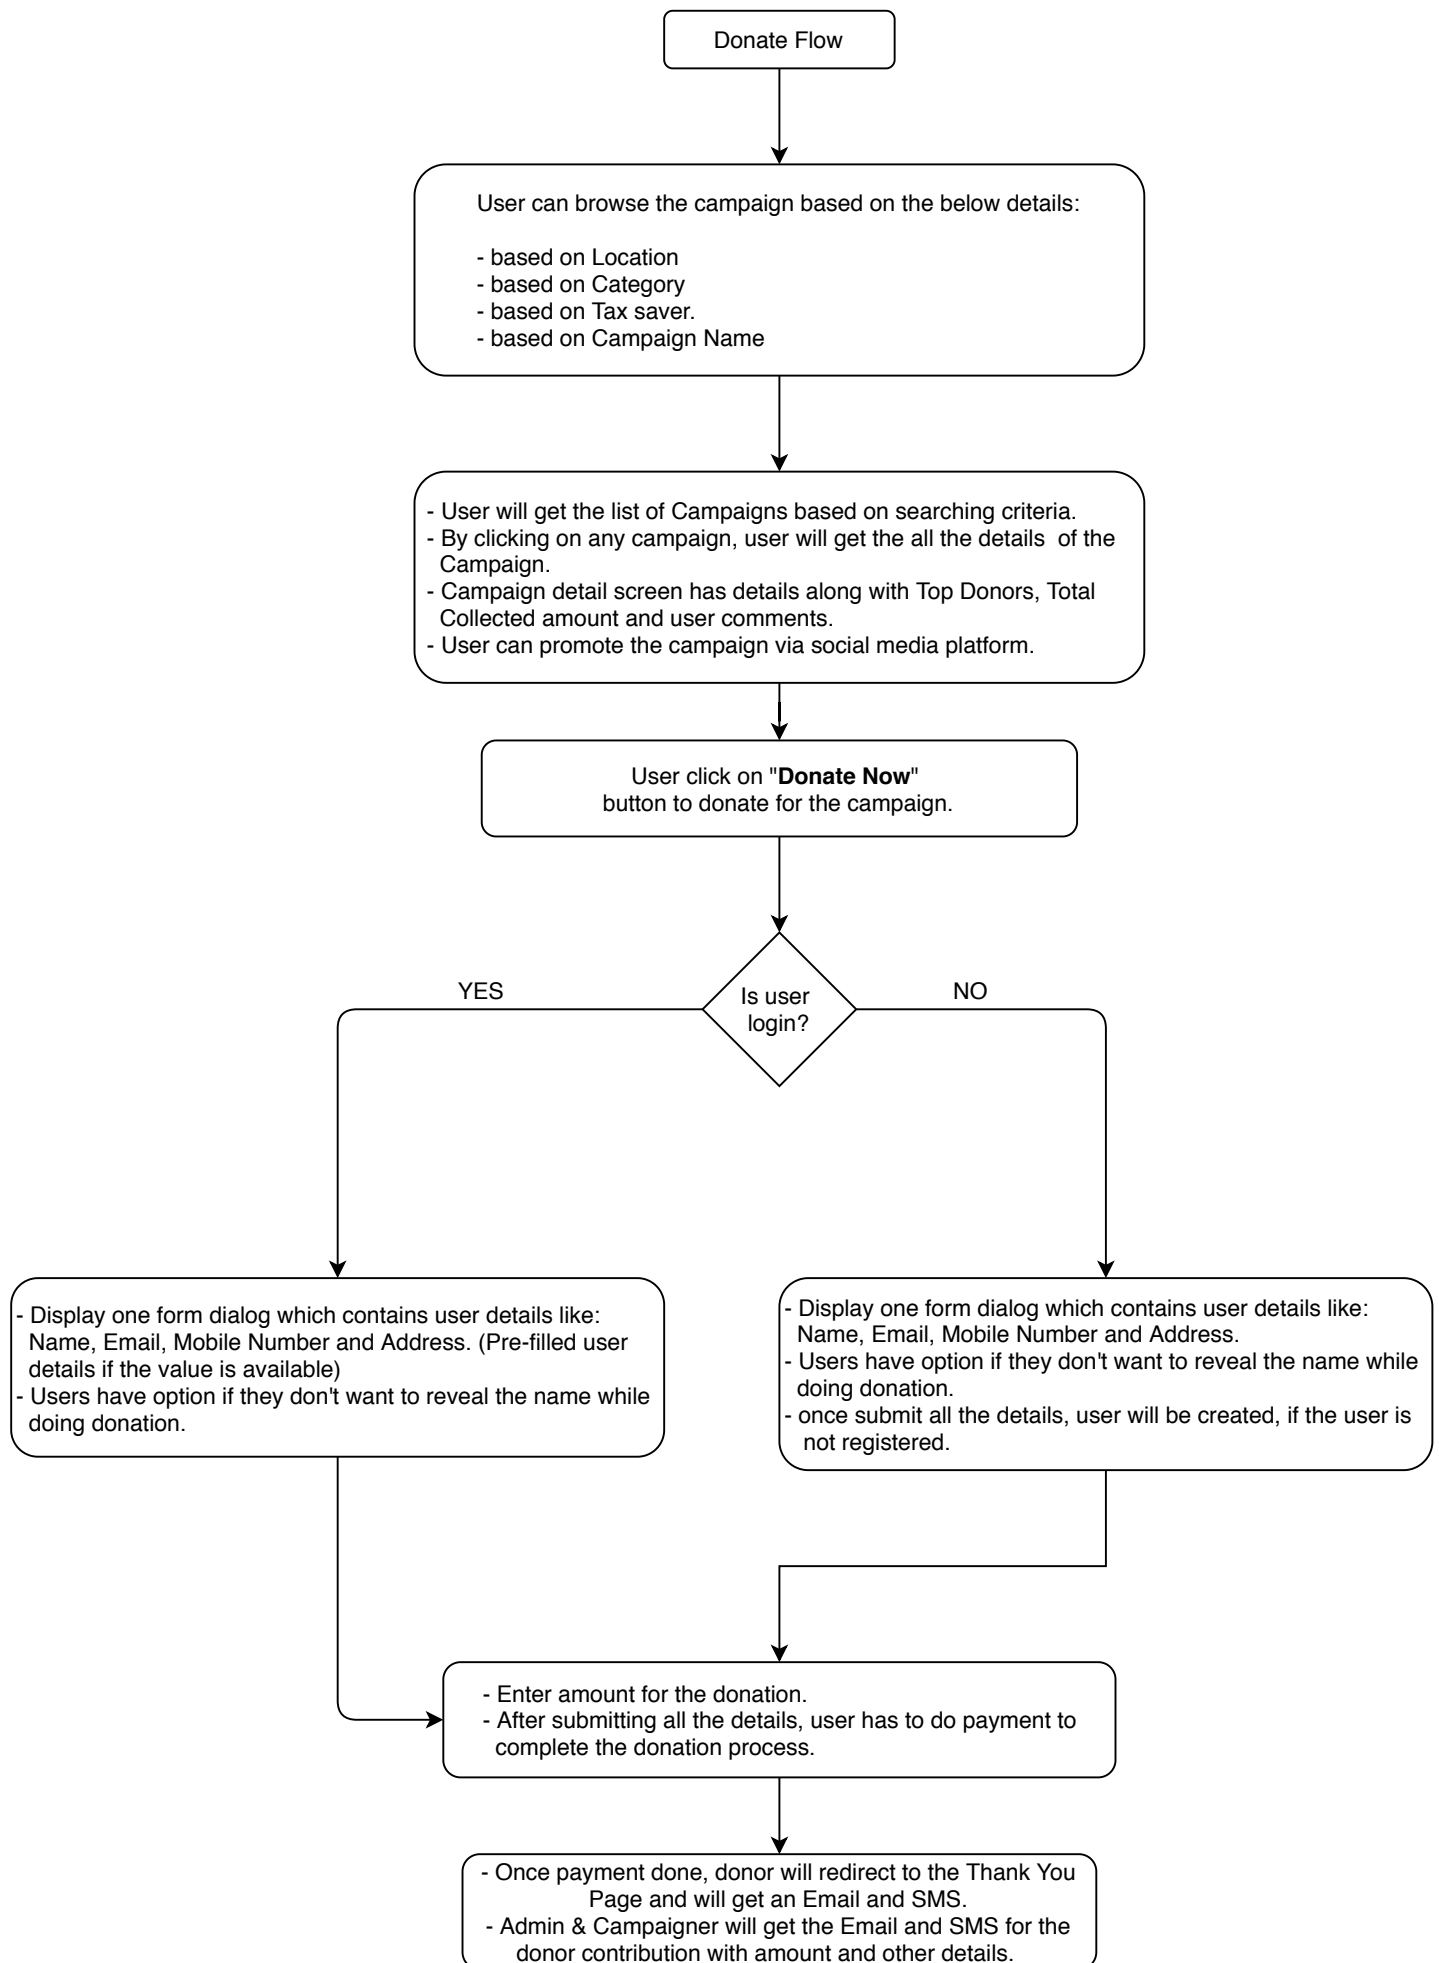 Donate Flow
User can browse the campaign based on the below details:
- based on Location
- based on Category
- based on Tax saver.
- based on Campaign Name
- User will get the list of Campaigns based on searching criteria.
- By clicking on any campaign, user will get the all the details  of the
Campaign.
- Campaign detail screen has details along with Top Donors, Total
Collected amount and user comments.
- User can promote the campaign via social media platform.
User click on "Donate Now"
button to donate for the campaign.
Is user
login?
YES
NO
- Display one form dialog which contains user details like:
Name, Email, Mobile Number and Address. (Pre-filled user
details if the value is available)
- Users have option if they don't want to reveal the name while
doing donation.
- Display one form dialog which contains user details like:
Name, Email, Mobile Number and Address.
- Users have option if they don't want to reveal the name while
doing donation.
- once submit all the details, user will be created, if the user is
not registered.
- Enter amount for the donation.
- After submitting all the details, user has to do payment to
complete the donation process.
- Once payment done, donor will redirect to the Thank You
Page and will get an Email and SMS.
- Admin & Campaigner will get the Email and SMS for the
donor contribution with amount and other details.